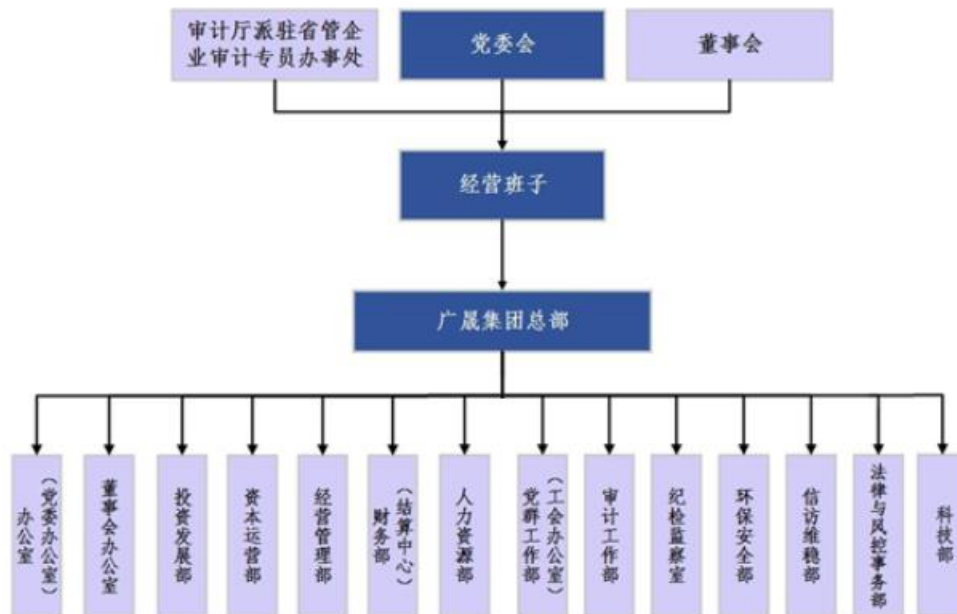 审计厅派驻省管企
业审计专员办事处
党委会
董事会
经营班子
广晟集团总部
办公室
（党委办公室）
董事会办公室
投资发展部
资本运营部
经营管理部
财务部
（结算中心）
人力资源部
党群工作部
（工会办公室）
审计工作部
纪检监察室
环保安全部
信访维稳部
法律与风控事务部
科技部